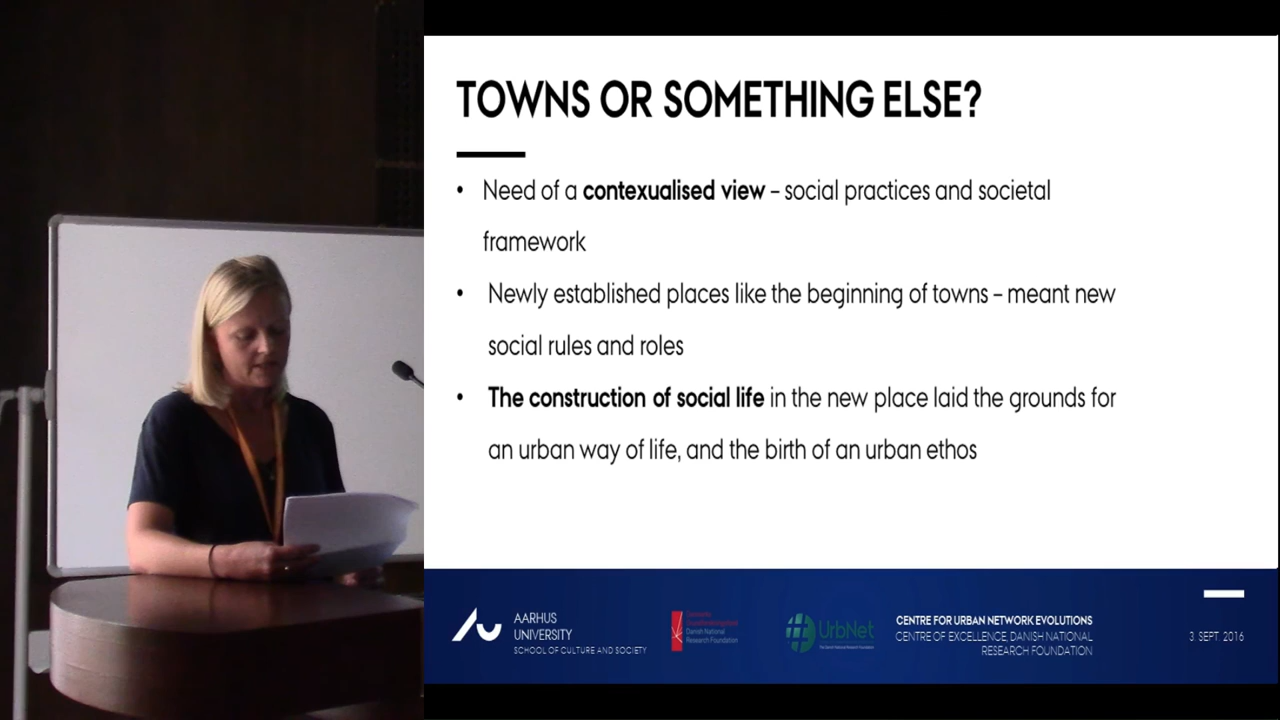 TOWNS OR SOMETHING ELSE?
• Need of a contexualised view – social practices and societal
framework
• Newly established places like the beginning of towns – meant new
social rules and roles
• The construction of social life in the new place laid the grounds for
an urban way of life, and the birth of an urban ethos
AARHUS
UNIVERSITY
SCHOOL OF CULTURE AND SOCIETY
Danish National
Research Foundation
UrbNet
CENTRE FOR URBAN NETWORK EVOLUTIONS
CENTRE OF EXCELLENCE, DANISH NATIONAL
RESEARCH FOUNDATION
3. SEPT. 2016